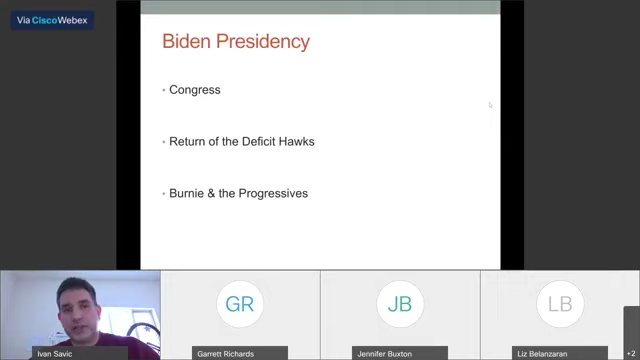 Via CiscoWebex
Biden Presidency
• Congress
• Return of the Deficit Hawks
• Burnie & the Progressives
GR
JB
LB
Ivan Savic
Garrett Richards
Jennifer Buxton
Liz Belanzaran
+2